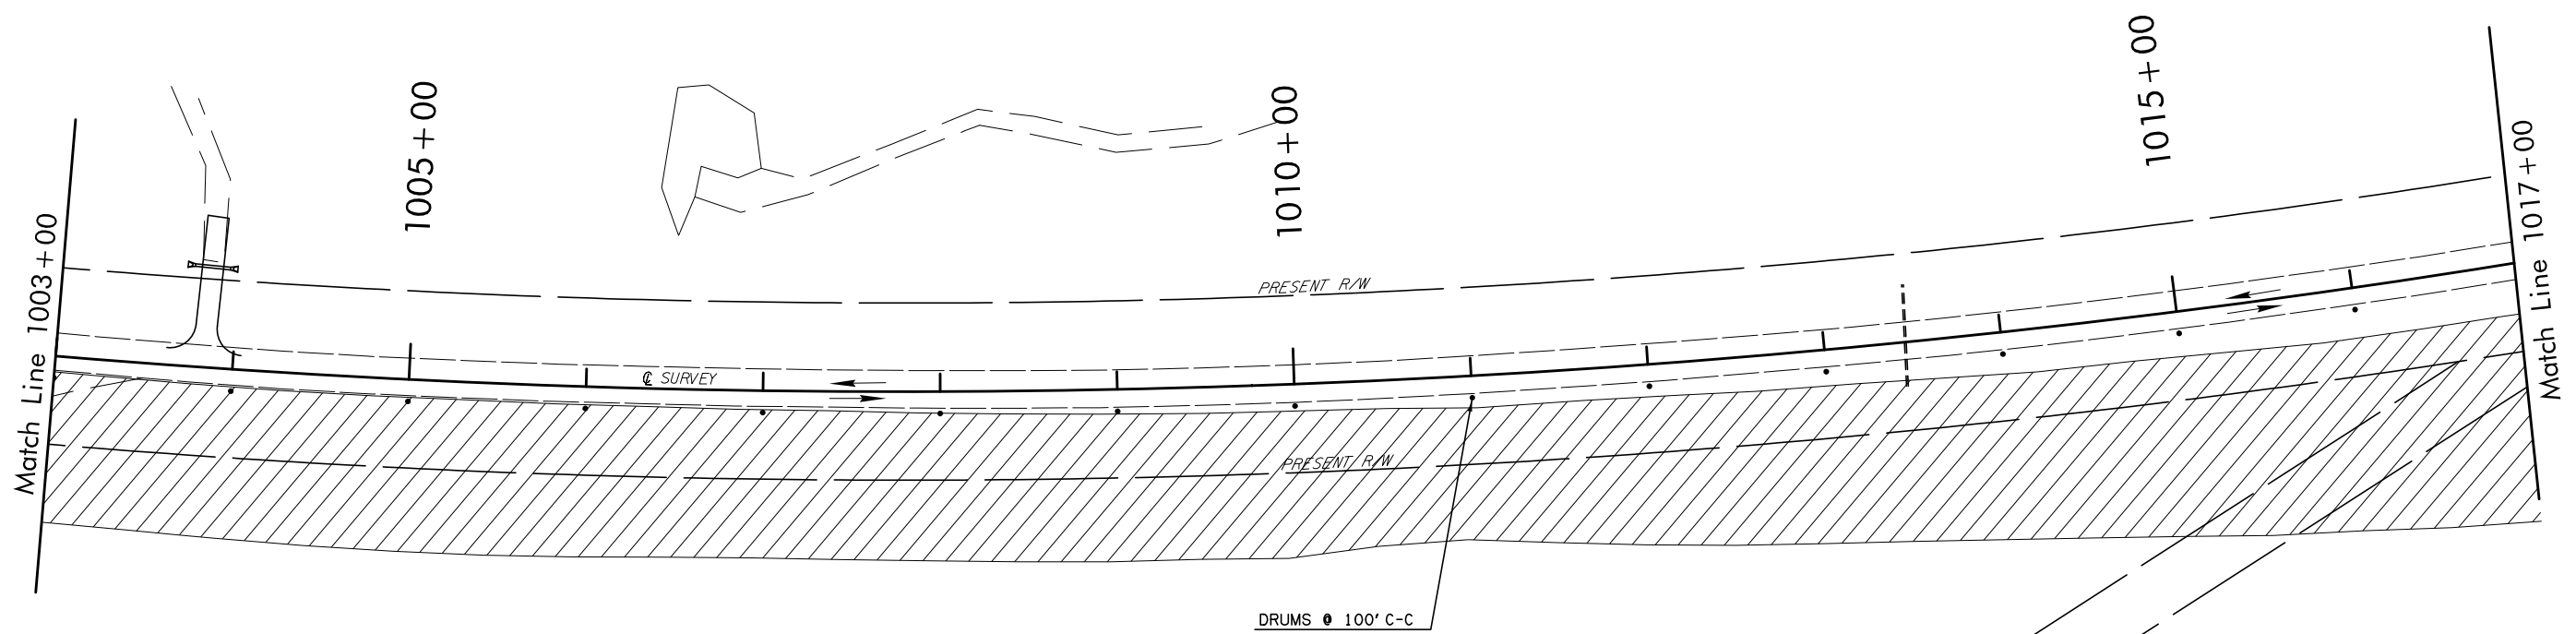 Match Line 1003+00
1005+00
1010+00
1015+00
Match Line 1017+00
PRESENT R/W
℄ SURVEY
PRESENT R/W
DRUMS @ 100' C-C